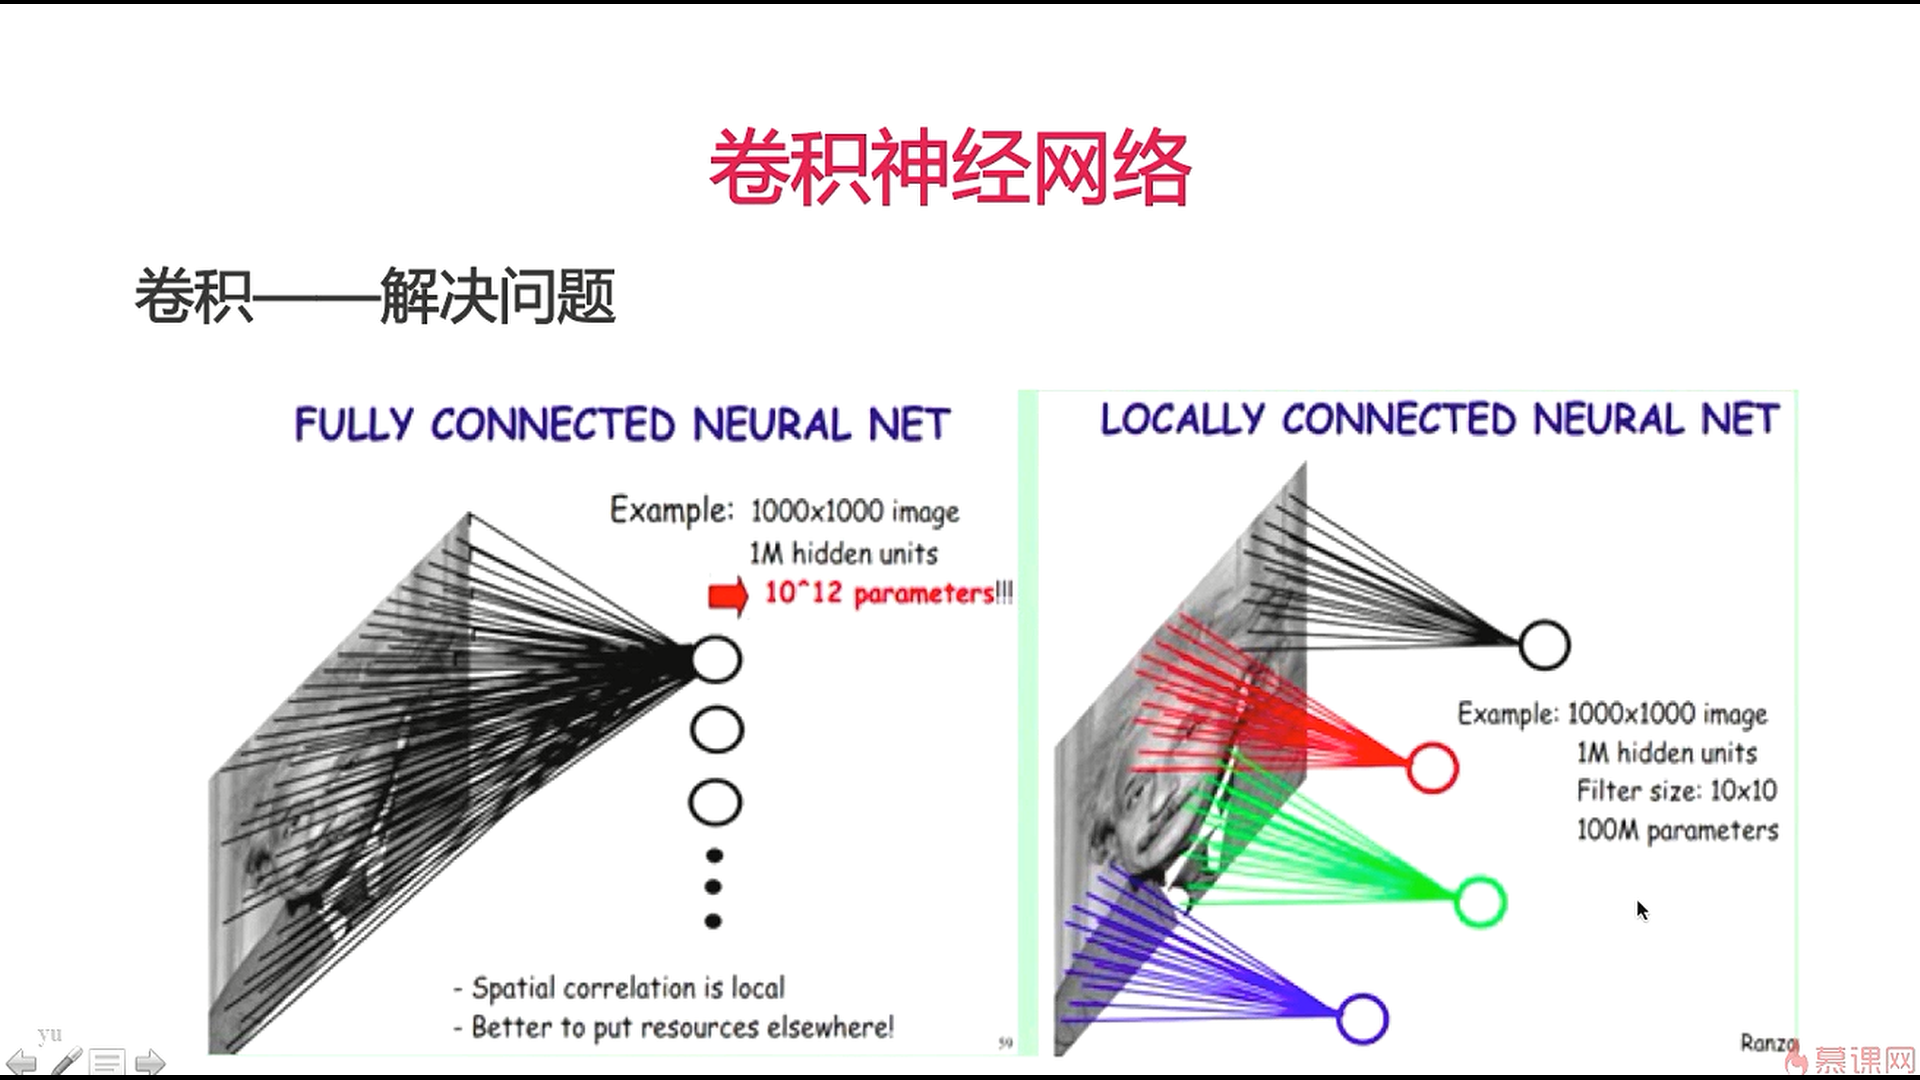 卷积神经网络
卷积——解决问题
FULLY CONNECTED NEURAL NET
Example: 1000x1000 image
1M hidden units
10^12 parameters!!!
- Spatial correlation is local
- Better to put resources elsewhere!
59
LOCALLY CONNECTED NEURAL NET
Example: 1000x1000 image
1M hidden units
Filter size: 10x10
100M parameters
Ranza
yu
慕课网